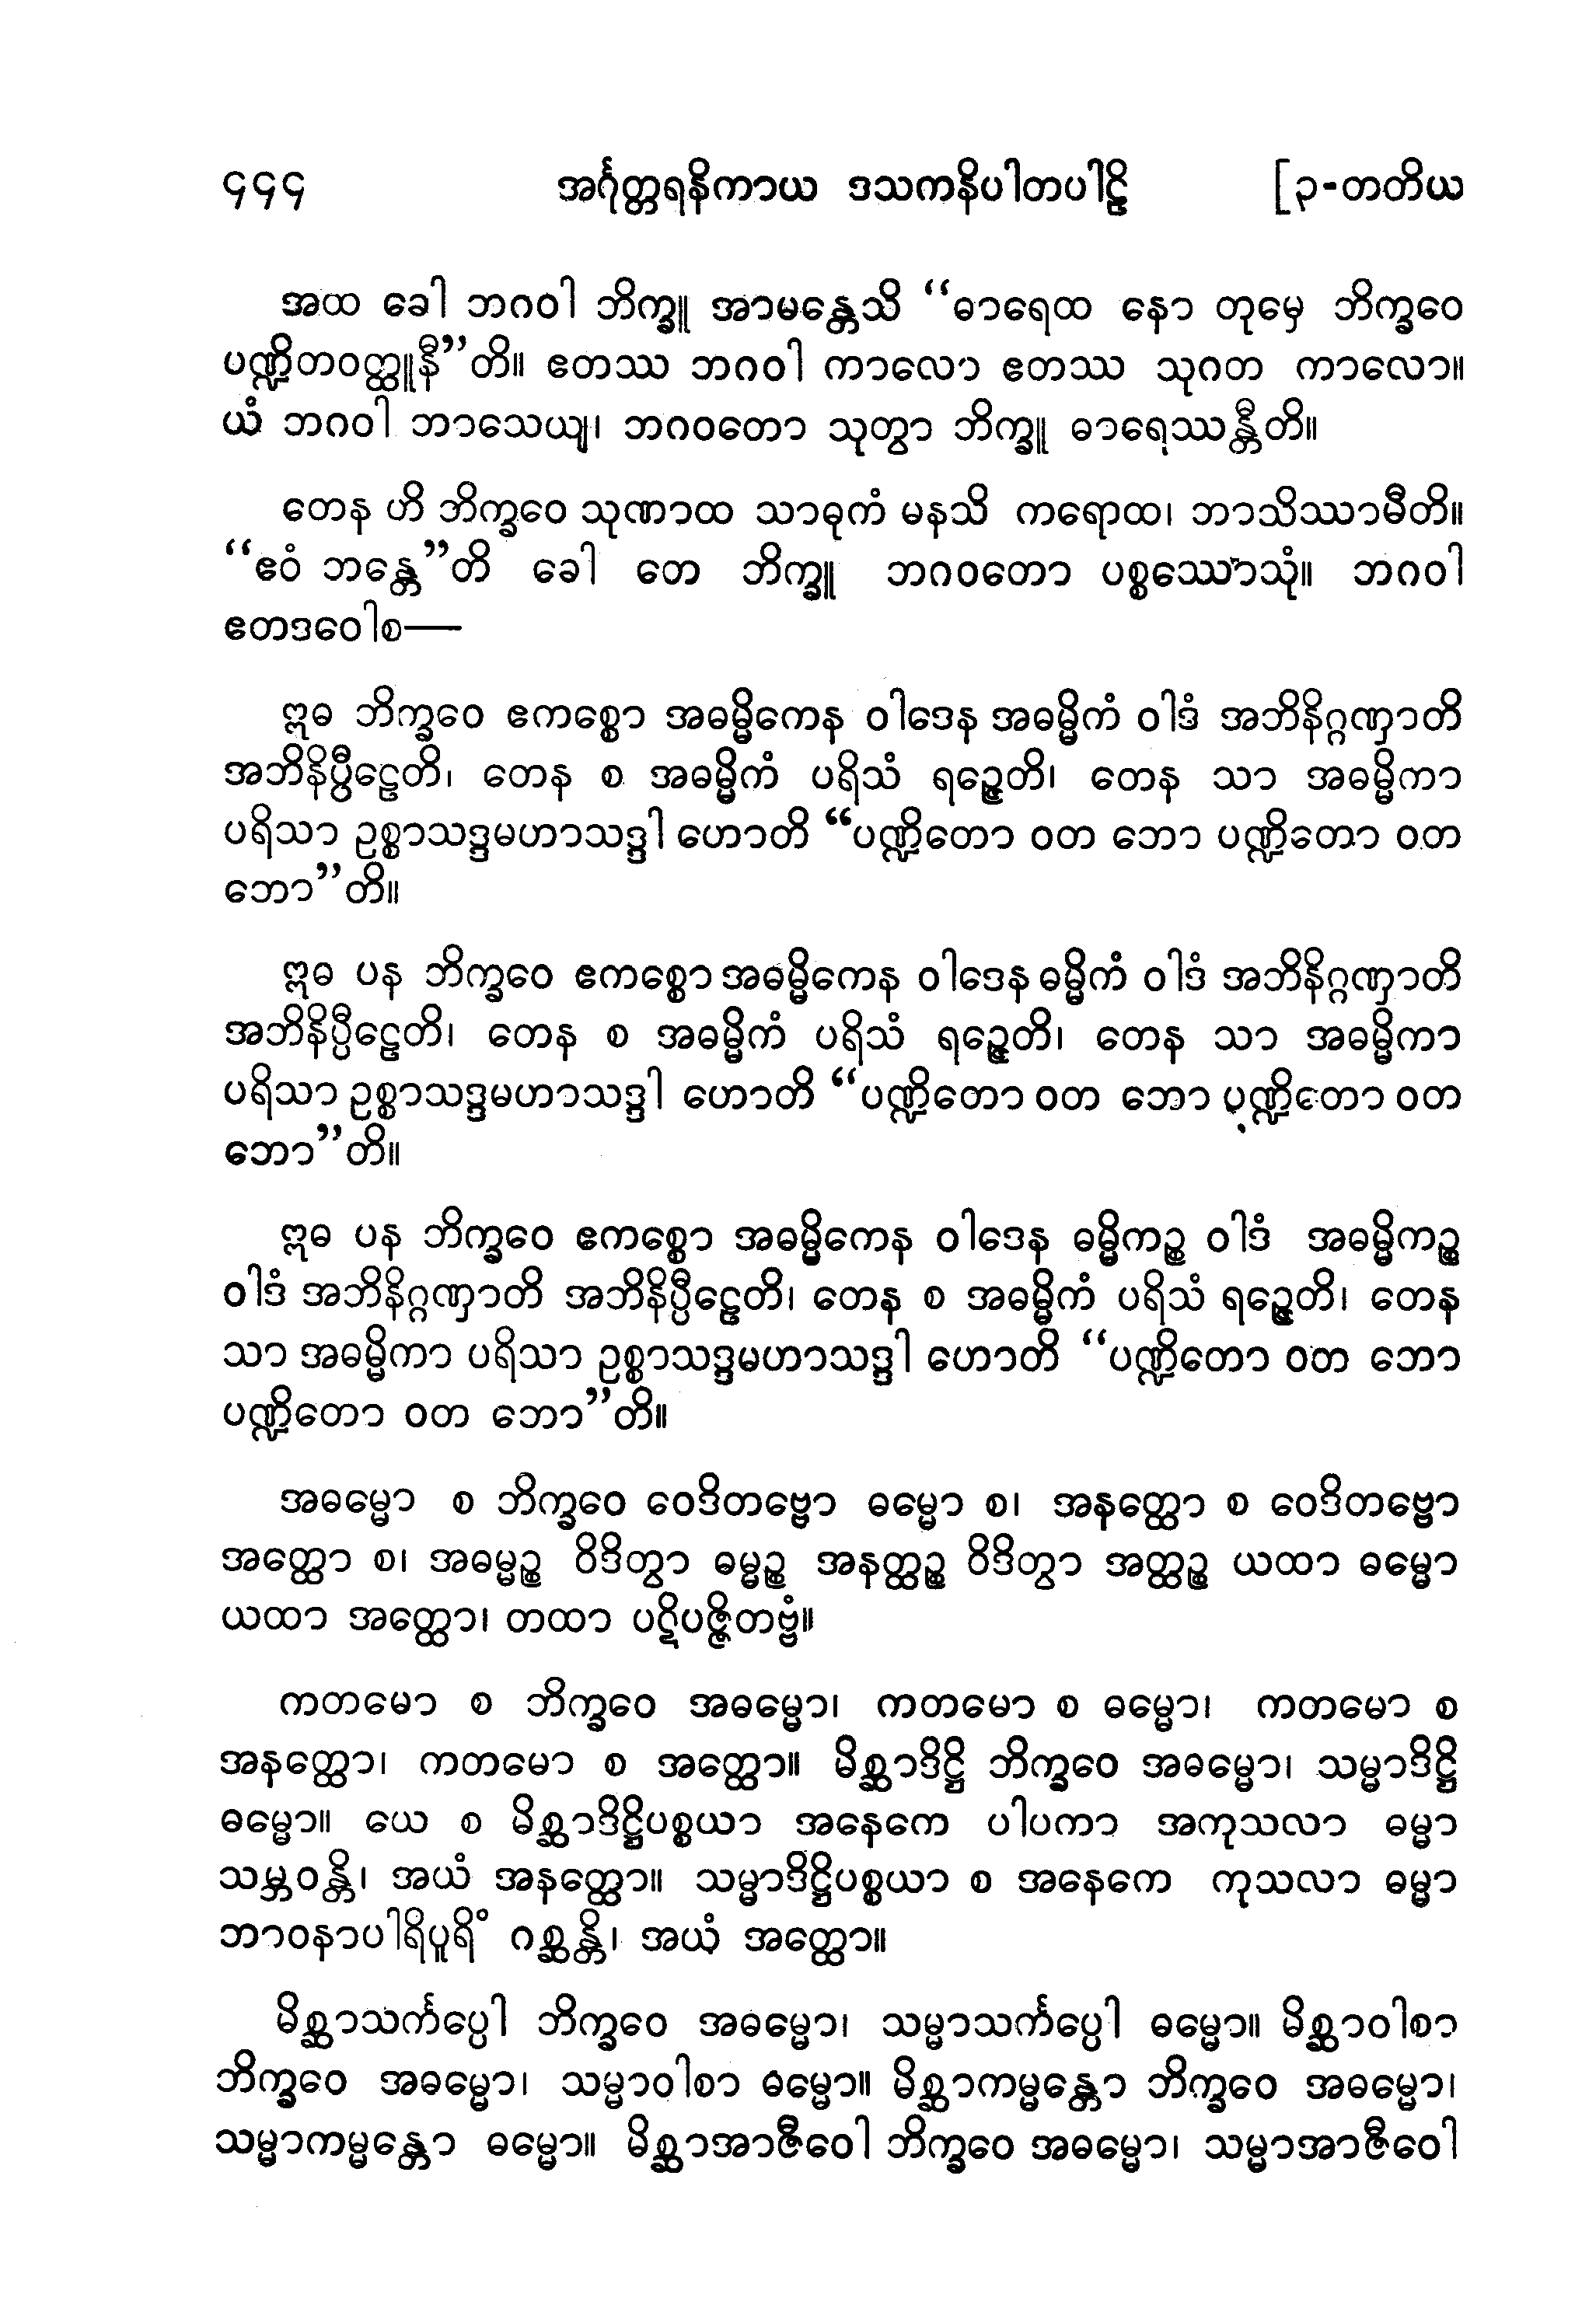 ၄၄၄ အင်္ဂုတ္တရနိကာယ ဒသကနိပါတပါဠိ [၃-တတိယ
အထ ခေါ ဘဂဝါ ဘိက္ခူ အာမန္တေသိ “ဓာရေထ နော တုမှေ ဘိက္ခဝေ
ပဏ္ဍိတဝတ္ထူနီ”တိ။ ဧတဿ ဘဂဝါ ကာလော ဧတဿ သုဂတ ကာလော။
ယံ ဘဂဝါ ဘာသေယျ၊ ဘဂဝတော သုတွာ ဘိက္ခူ ဓာရေဿန္တီတိ။
တေန ဟိ ဘိက္ခဝေ သုဏာထ သာဓုကံ မနသိ ကရောထ၊ ဘာသိဿာမီတိ။
“ဧဝံ ဘန္တေ”တိ ခေါ တေ ဘိက္ခူ ဘဂဝတော ပစ္စဿောသုံ။ ဘဂဝါ
ဧတဒဝေါစ—
ဣဓ ဘိက္ခဝေ ဧကစ္စော အဓမ္မိကေန ဝါဒေန အဓမ္မိကံ ဝါဒံ အဘိနိဂ္ဂဏှာတိ
အဘိနိပ္ပီဠေတိ၊ တေန စ အဓမ္မိကံ ပရိသံ ရဉ္ဇေတိ၊ တေန သာ အဓမ္မိကာ
ပရိသာ ဥစ္စာသဒ္ဒမဟာသဒ္ဒါ ဟောတိ “ပဏ္ဍိတော ဝတ ဘော ပဏ္ဍိတော ဝတ
ဘော”တိ။
ဣဓ ပန ဘိက္ခဝေ ဧကစ္စော အဓမ္မိကေန ဝါဒေန ဓမ္မိကံ ဝါဒံ အဘိနိဂ္ဂဏှာတိ
အဘိနိပ္ပီဠေတိ၊ တေန စ အဓမ္မိကံ ပရိသံ ရဉ္ဇေတိ၊ တေန သာ အဓမ္မိကာ
ပရိသာ ဥစ္စာသဒ္ဒမဟာသဒ္ဒါ ဟောတိ “ပဏ္ဍိတော ဝတ ဘော ပဏ္ဍိတော ဝတ
ဘော”တိ။
ဣဓ ပန ဘိက္ခဝေ ဧကစ္စော အဓမ္မိကေန ဝါဒေန ဓမ္မိကဉ္စ ဝါဒံ အဓမ္မိကဉ္စ
ဝါဒံ အဘိနိဂ္ဂဏှာတိ အဘိနိပ္ပီဠေတိ၊ တေန စ အဓမ္မိကံ ပရိသံ ရဉ္ဇေတိ၊ တေန
သာ အဓမ္မိကာ ပရိသာ ဥစ္စာသဒ္ဒမဟာသဒ္ဒါ ဟောတိ “ပဏ္ဍိတော ဝတ ဘော
ပဏ္ဍိတော ဝတ ဘော”တိ။
အဓမ္မော စ ဘိက္ခဝေ ဝေဒိတဗ္ဗော ဓမ္မော စ၊ အနတ္ထော စ ဝေဒိတဗ္ဗော
အတ္ထော စ၊ အဓမ္မဉ္စ ဝိဒိတွာ ဓမ္မဉ္စ အနတ္ထဉ္စ ဝိဒိတွာ အတ္ထဉ္စ ယထာ ဓမ္မော
ယထာ အတ္ထော၊ တထာ ပဋိပဇ္ဇိတဗ္ဗံ။
ကတမော စ ဘိက္ခဝေ အဓမ္မော၊ ကတမော စ ဓမ္မော၊ ကတမော စ
အနတ္ထော၊ ကတမော စ အတ္ထော။ မိစ္ဆာဒိဋ္ဌိ ဘိက္ခဝေ အဓမ္မော၊ သမ္မာဒိဋ္ဌိ
ဓမ္မော။ ယေ စ မိစ္ဆာဒိဋ္ဌိပစ္စယာ အနေကေ ပါပကာ အကုသလာ ဓမ္မာ
သမ္ဘဝန္တိ၊ အယံ အနတ္ထော။ သမ္မာဒိဋ္ဌိပစ္စယာ စ အနေကေ ကုသလာ ဓမ္မာ
ဘာဝနာပါရိပူရိံ ဂစ္ဆန္တိ၊ အယံ အတ္ထော။
မိစ္ဆာသင်္ကပ္ပေါ ဘိက္ခဝေ အဓမ္မော၊ သမ္မာသင်္ကပ္ပေါ ဓမ္မော။ မိစ္ဆာဝါစာ
ဘိက္ခဝေ အဓမ္မော၊ သမ္မာဝါစာ ဓမ္မော။ မိစ္ဆာကမ္မန္တော ဘိက္ခဝေ အဓမ္မော၊
သမ္မာကမ္မန္တော ဓမ္မော။ မိစ္ဆာအာဇီဝေါ ဘိက္ခဝေ အဓမ္မော၊ သမ္မာအာဇီဝေါ